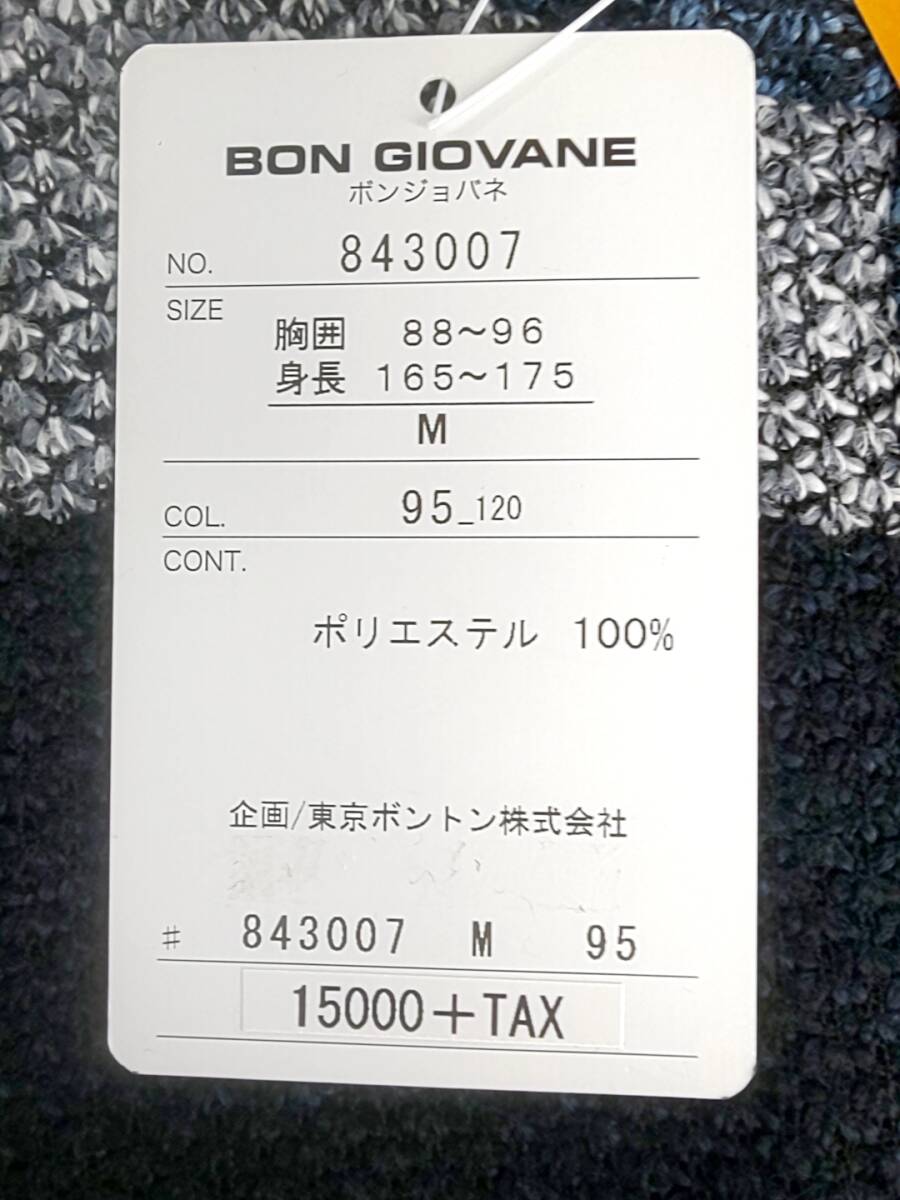 BON GIOVANE
ボンジョバネ
NO. 843007
SIZE
胸囲 88～96
身長 165～175
M
COL. 95_120
CONT.
ポリエステル 100%
企画/東京ボントン株式会社
# 843007 M 95
15000+TAX